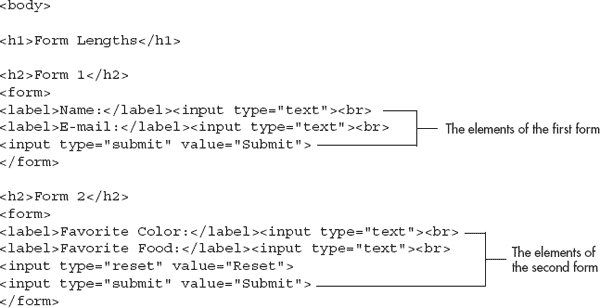 <body>
<h1>Form Lengths</h1>
<h2>Form 1</h2>
<form>
<label>Name:</label><input type="text"><br>
<label>E-mail:</label><input type="text"><br>
The elements of the first form
<input type="submit" value="Submit">
</form>
<h2>Form 2</h2>
<form>
<label>Favorite Color:</label><input type="text"><br>
<label>Favorite Food:</label><input type="text"><br>
<input type="reset" value="Reset">
The elements of
the second form
<input type="submit" value="Submit">
</form>